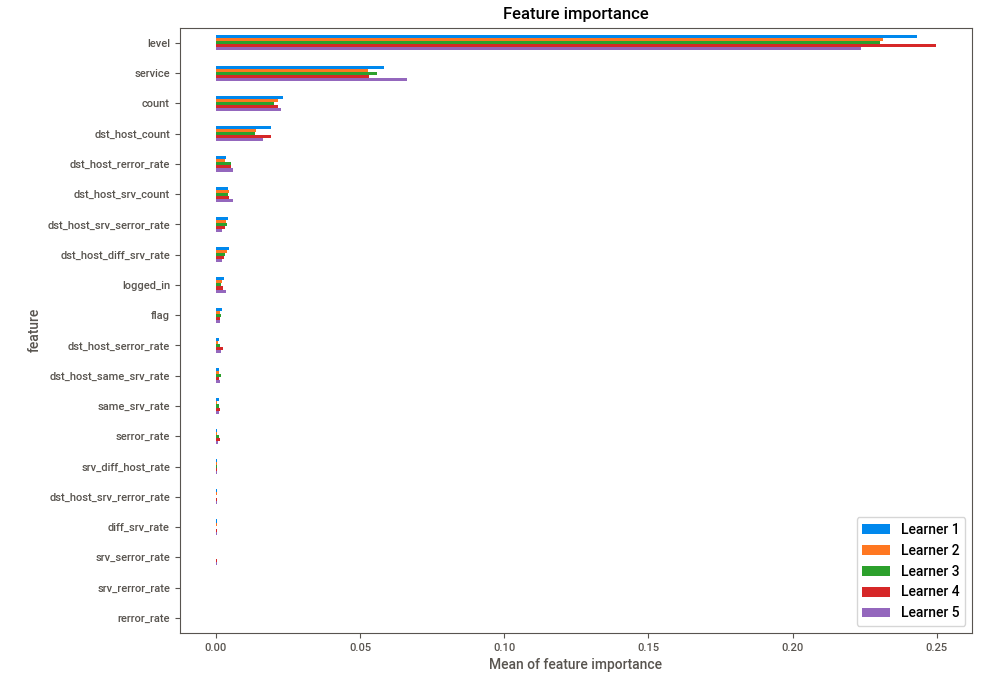 Feature importance
level
service
count
dst_host_count
dst_host_rerror_rate
dst_host_srv_count
dst_host_srv_serror_rate
dst_host_diff_srv_rate
logged_in
flag
dst_host_serror_rate
dst_host_same_srv_rate
same_srv_rate
serror_rate
srv_diff_host_rate
dst_host_srv_rerror_rate
diff_srv_rate
srv_serror_rate
srv_rerror_rate
rerror_rate
feature
Learner 1
Learner 2
Learner 3
Learner 4
Learner 5
0.00 0.05 0.10 0.15 0.20 0.25
Mean of feature importance